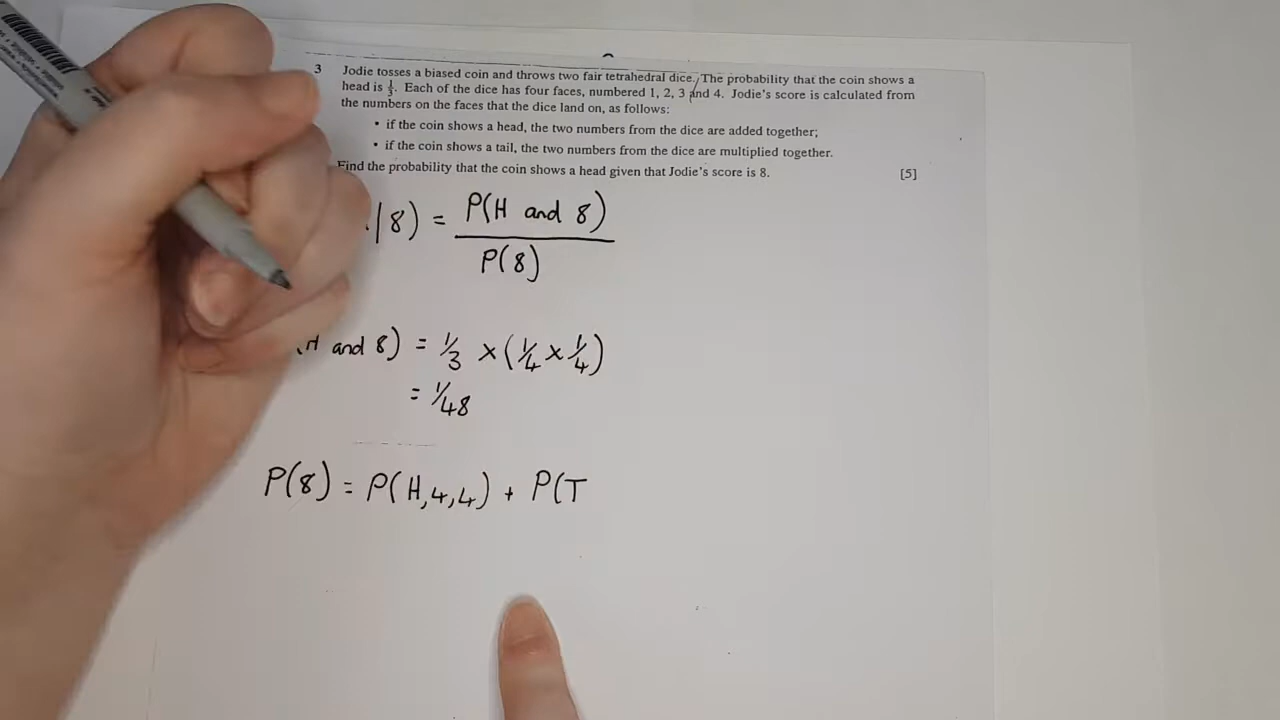 3 Jodie tosses a biased coin and throws two fair tetrahedral dice. The probability that the coin shows a
head is 1/3. Each of the dice has four faces, numbered 1, 2, 3 and 4. Jodie's score is calculated from
the numbers on the faces that the dice land on, as follows:
• if the coin shows a head, the two numbers from the dice are added together;
• if the coin shows a tail, the two numbers from the dice are multiplied together.
Find the probability that the coin shows a head given that Jodie's score is 8. [5]
|8) = P(H and 8)
P(8)
H and 8) = 1/3 × (1/4 × 1/4)
= 1/48
P(8) = P(H,4,4) + P(T